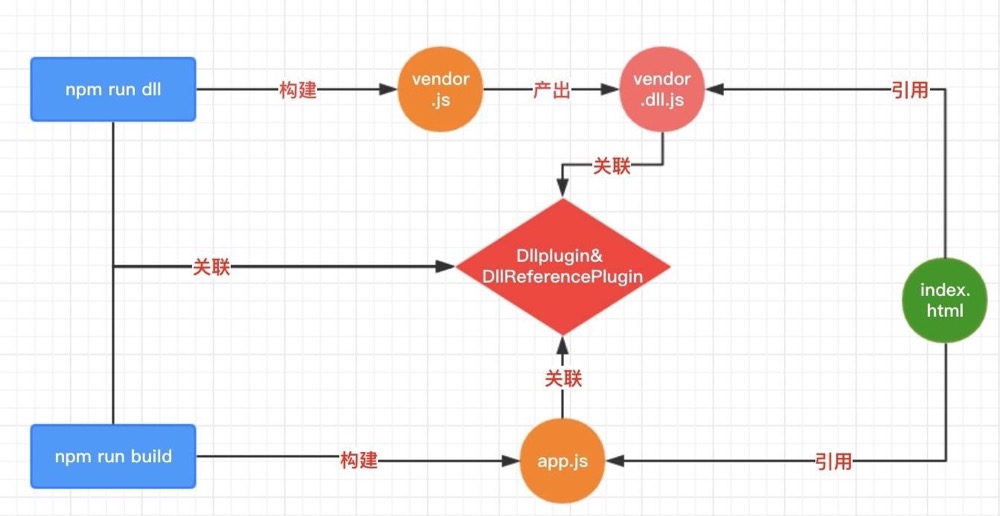 npm run dll
构建
vendor
.js
产出
vendor
.dll.js
引用
关联
Dllplugin&
DllReferencePlugin
关联
index.
html
关联
npm run build
构建
app.js
引用